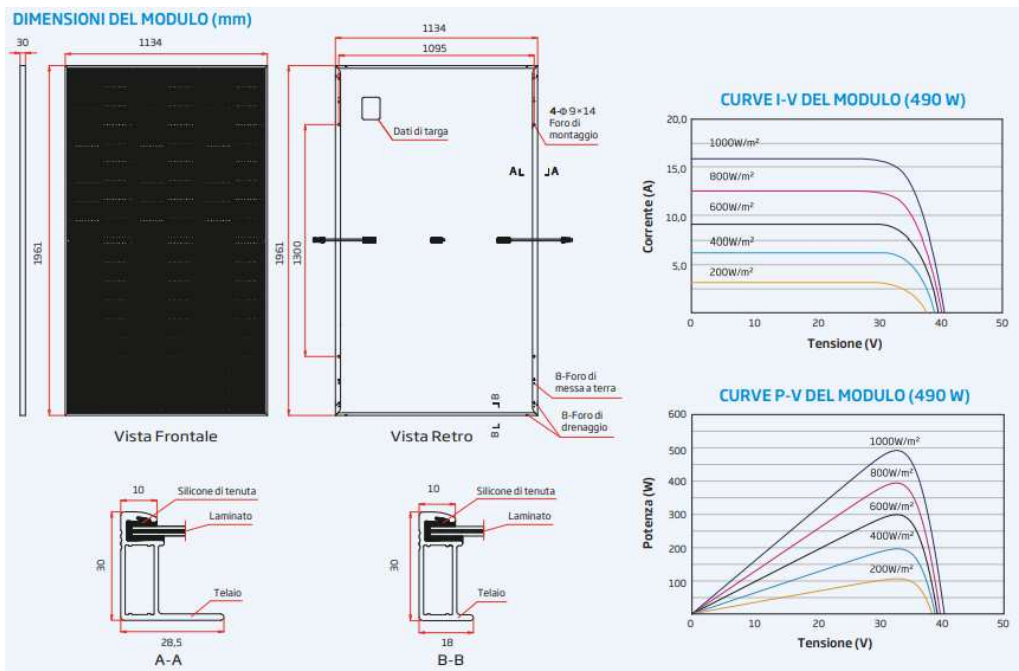 DIMENSIONI DEL MODULO (mm)
30
1134
1961
Vista Frontale
1134
1095
1961
1300
Dati di targa
4-Φ 9×14
Foro di
montaggio
A
A
8-Foro di
messa a terra
8-Foro di
drenaggio
B
B
Vista Retro
10
Silicone di tenuta
Laminato
30
Telaio
28,5
A-A
10
Silicone di tenuta
Laminato
30
Telaio
18
B-B
CURVE I-V DEL MODULO (490 W)
20,0
15,0
10,0
5,0
Corrente (A)
1000W/m²
800W/m²
600W/m²
400W/m²
200W/m²
0 10 20 30 40 50
Tensione (V)
CURVE P-V DEL MODULO (490 W)
600
500
400
300
200
100
Potenza (W)
1000W/m²
800W/m²
600W/m²
400W/m²
200W/m²
0 10 20 30 40 50
Tensione (V)